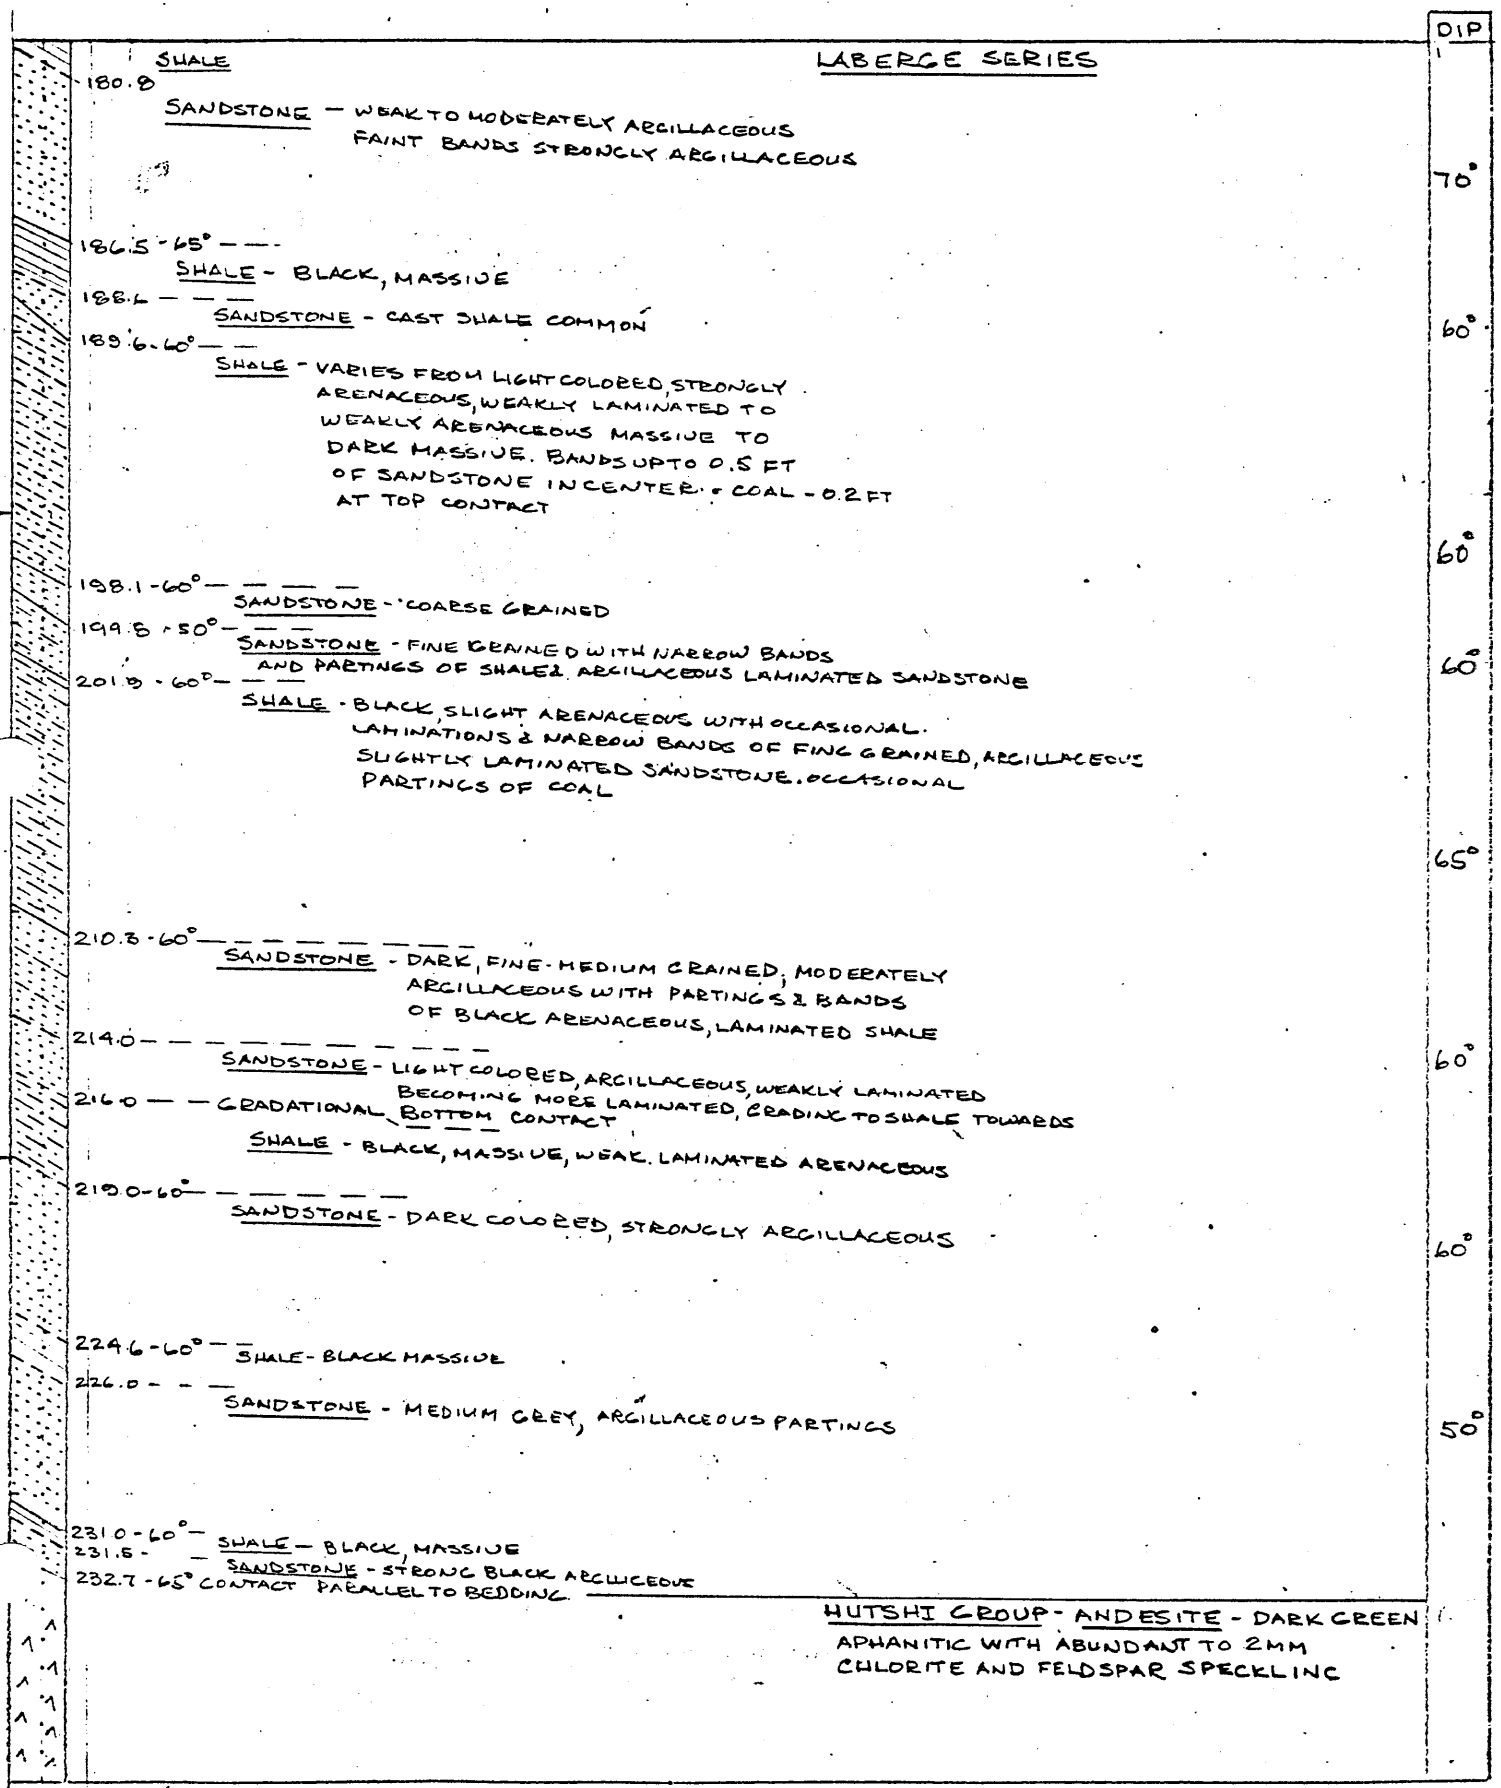 DIP
SHALE
LABERGE SERIES
180.8
SANDSTONE - WEAK TO MODERATELY ARGILLACEOUS
FAINT BANDS STRONGLY ARGILLACEOUS
70°
186.5 - 65° - - -
SHALE - BLACK, MASSIVE
188.6 - - -
SANDSTONE - CAST SHALE COMMON
60°
189.6 - 60° - -
SHALE - VARIES FROM LIGHT COLORED, STRONGLY
ARENACEOUS, WEAKLY LAMINATED TO
WEAKLY ARENACEOUS MASSIVE TO
DARK MASSIVE. BANDS UP TO 0.5 FT
OF SANDSTONE IN CENTER. COAL - 0.2 FT
AT TOP CONTACT
60°
198.1 - 60° - - - -
SANDSTONE - COARSE GRAINED
199.8 - 50° - - -
SANDSTONE - FINE GRAINED WITH NARROW BANDS
AND PARTINGS OF SHALE & ARGILLACEOUS LAMINATED SANDSTONE
60°
201.9 - 60° - - -
SHALE - BLACK, SLIGHT ARENACEOUS WITH OCCASIONAL
LAMINATIONS & NARROW BANDS OF FINE GRAINED, ARGILLACEOUS
SLIGHTLY LAMINATED SANDSTONE. OCCASIONAL
PARTINGS OF COAL
65°
210.3 - 60° - - - - - - - -
SANDSTONE - DARK, FINE-MEDIUM GRAINED, MODERATELY
ARGILLACEOUS WITH PARTINGS & BANDS
OF BLACK ARENACEOUS, LAMINATED SHALE
214.0 - - - - - - - - -
SANDSTONE - LIGHT COLORED, ARGILLACEOUS, WEAKLY LAMINATED
60°
BECOMING MORE LAMINATED, GRADING TO SHALE TOWARDS
216.0 - - GRADATIONAL BOTTOM CONTACT
SHALE - BLACK, MASSIVE, WEAK. LAMINATED ARENACEOUS
219.0 - 60° - - - - - -
SANDSTONE - DARK COLORED, STRONGLY ARGILLACEOUS
60°
224.6 - 60° - -
SHALE - BLACK MASSIVE
226.0 - - -
SANDSTONE - MEDIUM GREY, ARGILLACEOUS PARTINGS
50°
231.0 - 60° -
SHALE - BLACK, MASSIVE
231.5 - -
SANDSTONE - STRONG BLACK ARGLLICEOUS
232.7 - 65° CONTACT PARALLEL TO BEDDING
HUTSHI GROUP - ANDESITE - DARK GREEN
APHANITIC WITH ABUNDANT TO 2MM
CHLORITE AND FELDSPAR SPECKLING